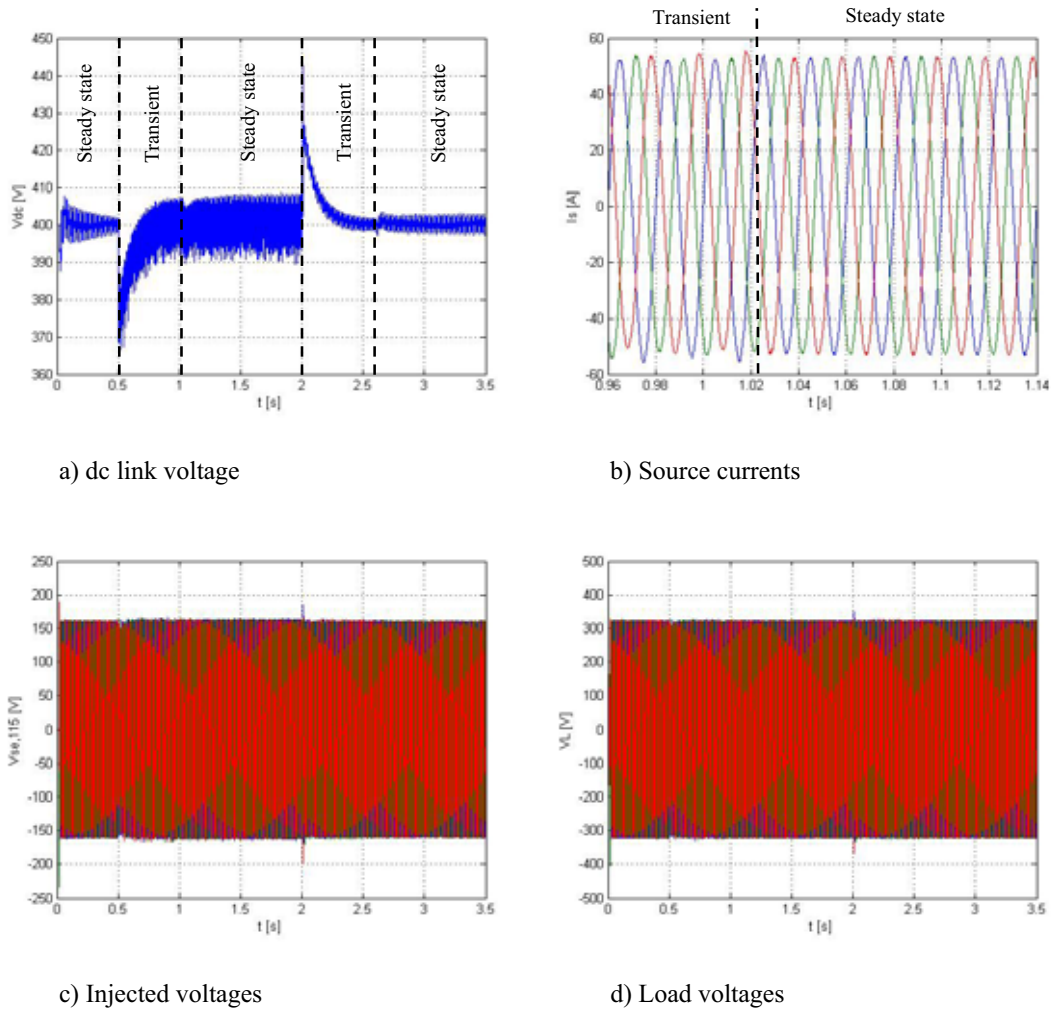 Transient Steady state
450
440
430
420
410
400
390
380
370
360
Vdc [V]
Steady state
Transient
Steady state
Transient
Steady state
0 0.5 1 1.5 2 2.5 3 3.5
t [s]
60
40
20
0
-20
-40
-60
Is [A]
0.96 0.98 1 1.02 1.04 1.06 1.08 1.1 1.12 1.14
t [s]
a) dc link voltage
b) Source currents
250
200
150
100
50
0
-50
-100
-150
-200
-250
Vse,115 [V]
0 0.5 1 1.5 2 2.5 3 3.5
t [s]
500
400
300
200
100
0
-100
-200
-300
-400
-500
VL [V]
0 0.5 1 1.5 2 2.5 3 3.5
t [s]
c) Injected voltages
d) Load voltages